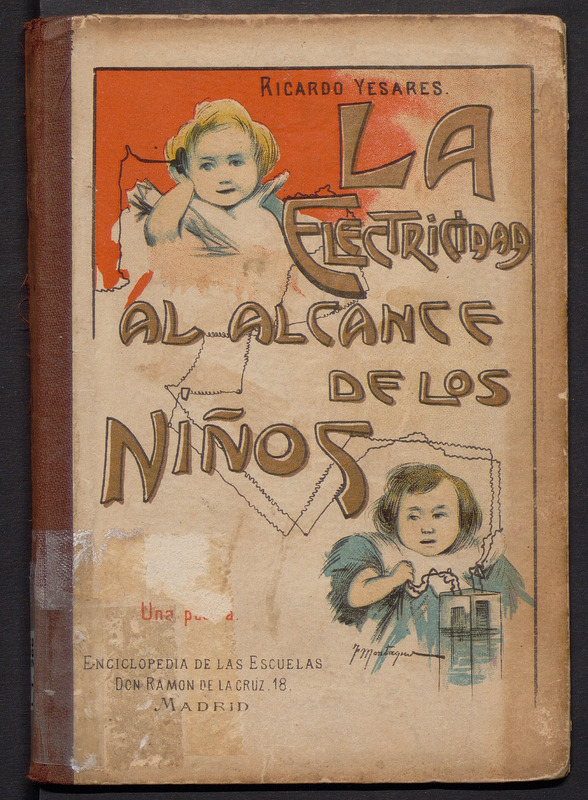 RICARDO YESARES.
LA
ELECTRICIDAD
AL ALCANCE
DE LOS
NIÑOS
Una
ENCICLOPEDIA DE LAS ESCUELAS
DON RAMON DE LA CRUZ. 18.
MADRID